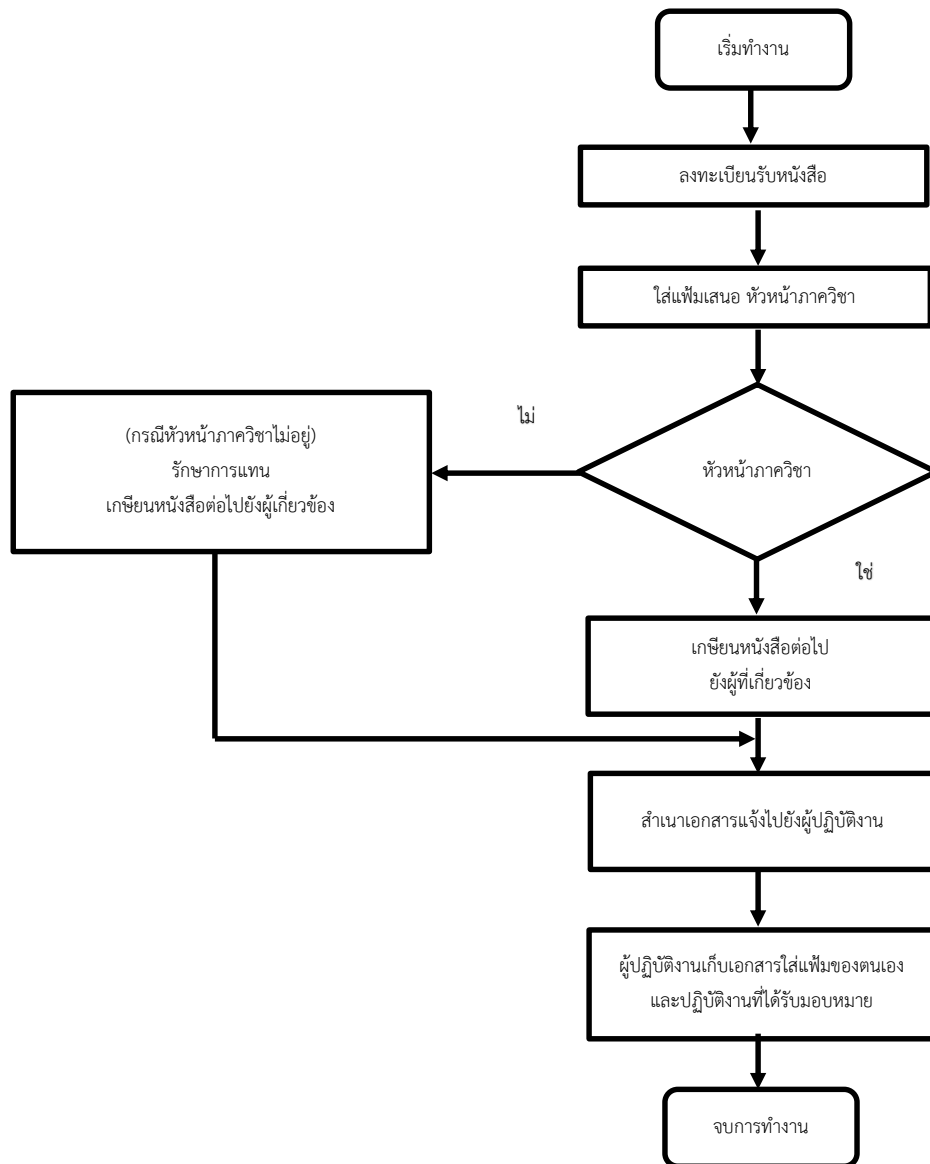 เริ่มทำงาน
ลงทะเบียนรับหนังสือ
ใส่แฟ้มเสนอ หัวหน้าภาควิชา
ไม่
(กรณีหัวหน้าภาควิชาไม่อยู่)
รักษาการแทน
เกษียนหนังสือต่อไปยังผู้เกี่ยวข้อง
หัวหน้าภาควิชา
ใช่
เกษียนหนังสือต่อไป
ยังผู้ที่เกี่ยวข้อง
สำเนาเอกสารแจ้งไปยังผู้ปฏิบัติงาน
ผู้ปฏิบัติงานเก็บเอกสารใส่แฟ้มของตนเอง
และปฏิบัติงานที่ได้รับมอบหมาย
จบการทำงาน